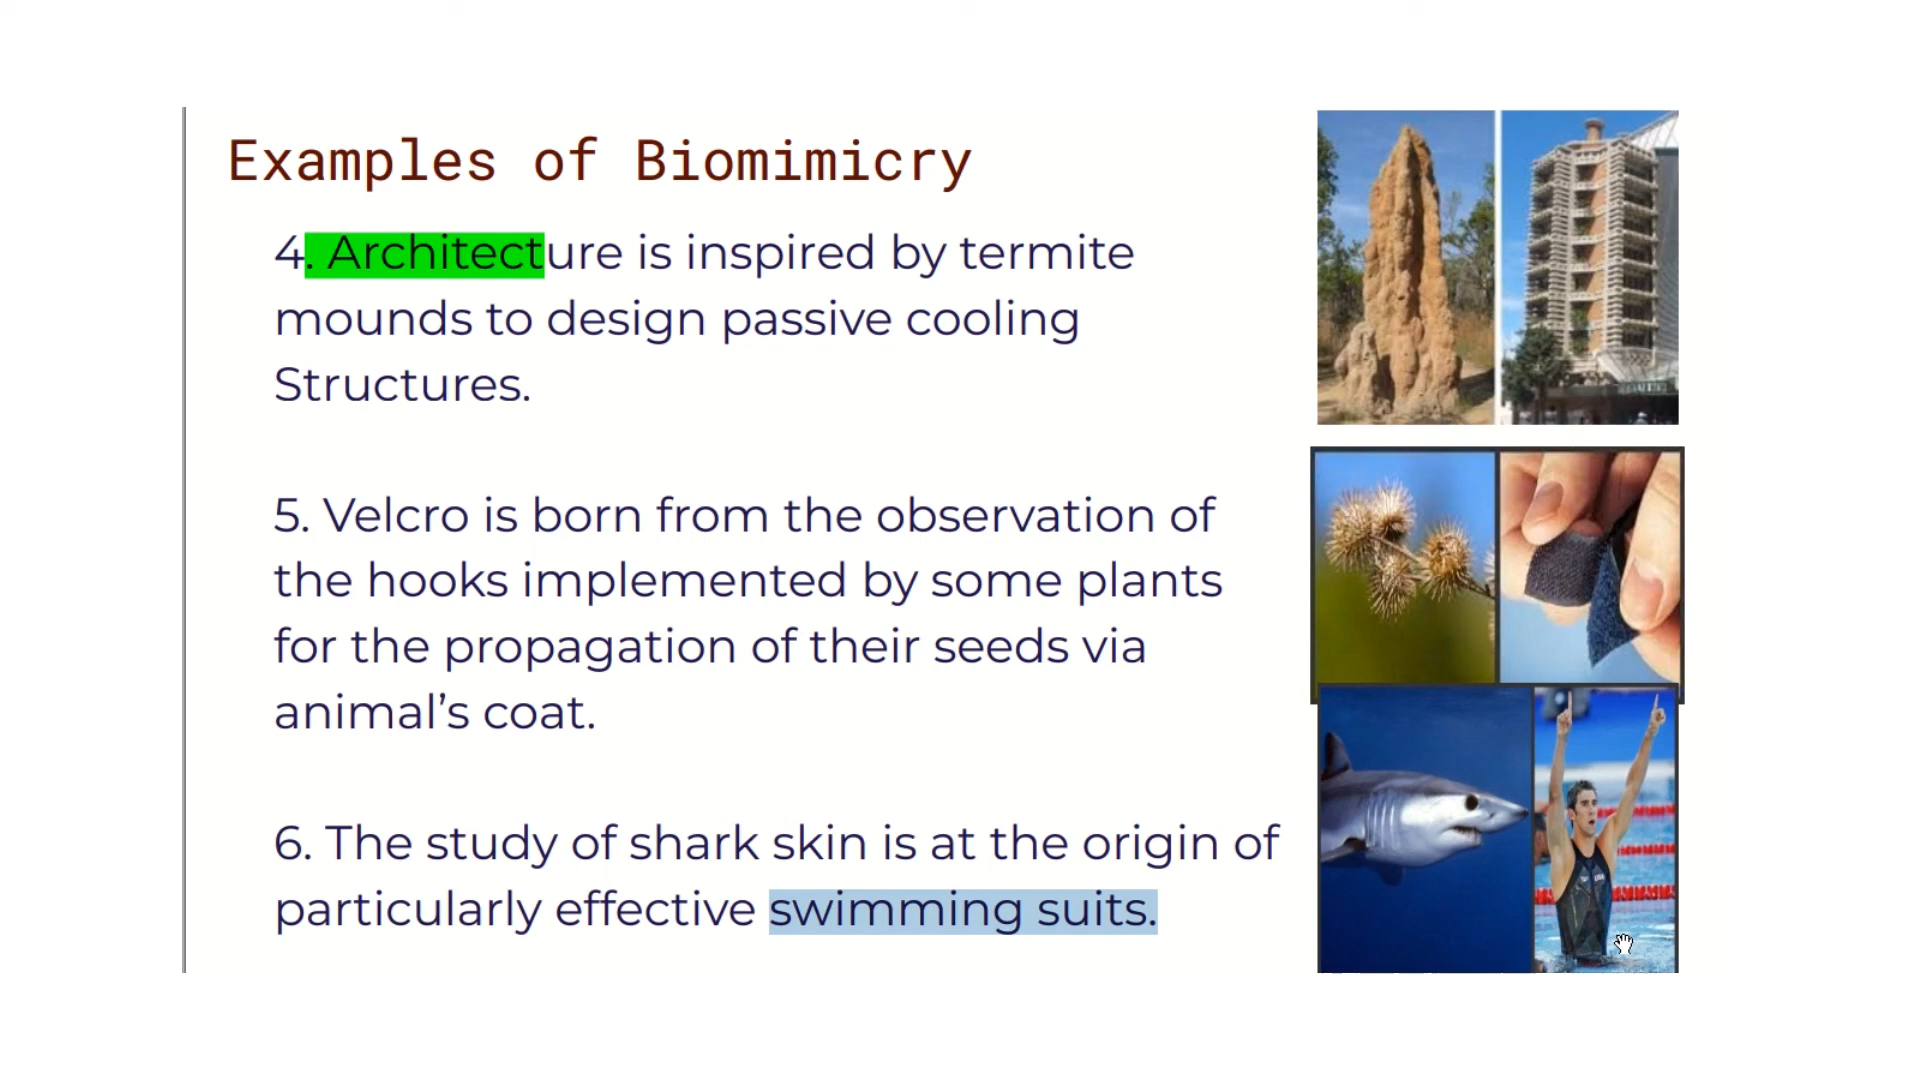 Examples of Biomimicry
4. Architecture is inspired by termite
mounds to design passive cooling
Structures.
5. Velcro is born from the observation of
the hooks implemented by some plants
for the propagation of their seeds via
animal’s coat.
6. The study of shark skin is at the origin of
particularly effective swimming suits.